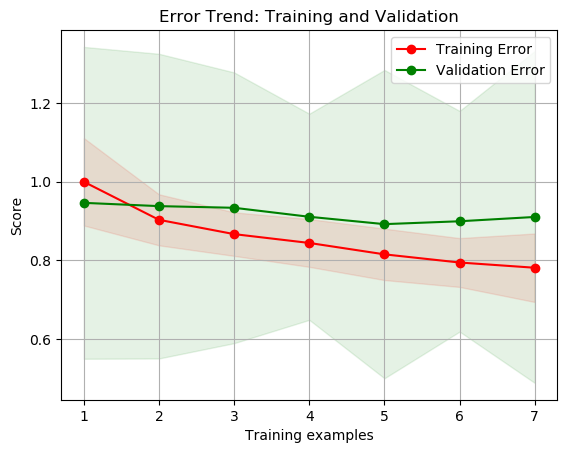 Error Trend: Training and Validation
Training Error
Validation Error
1.2
1.0
0.8
0.6
Score
1 2 3 4 5 6 7
Training examples